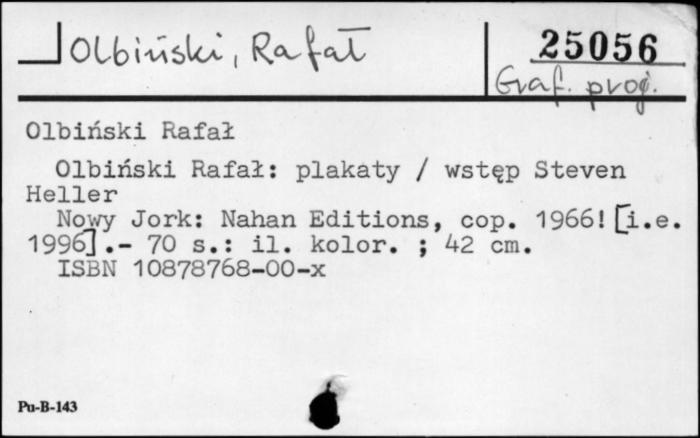 Olbiński, Rafał
25056
Graf. proj.
Olbiński Rafał
Olbiński Rafał: plakaty / wstęp Steven
Heller
Nowy Jork: Nahan Editions, cop. 1966! [i.e.
1996].- 70 s.: il. kolor. ; 42 cm.
ISBN 10878768-00-x
Pu-B-143